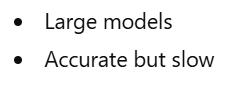 • Large models
• Accurate but slow